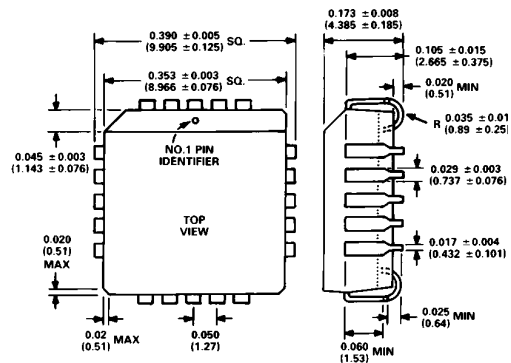 0.173 ±0.008
(4.385 ±0.185)
0.390 ±0.005
(9.905 ±0.125) SQ.
0.105 ±0.015
(2.665 ±0.375)
0.353 ±0.003
(8.966 ±0.076) SQ.
0.020 MIN
(0.51)
R 0.035 ±0.01
(0.89 ±0.25)
0.045 ±0.003
(1.143 ±0.076)
NO.1 PIN
IDENTIFIER
0.029 ±0.003
(0.737 ±0.076)
TOP
VIEW
0.020
(0.51)
MAX
0.017 ±0.004
(0.432 ±0.101)
0.02 MAX
(0.51)
0.050
(1.27)
0.025 MIN
(0.64)
0.060 MIN
(1.53)